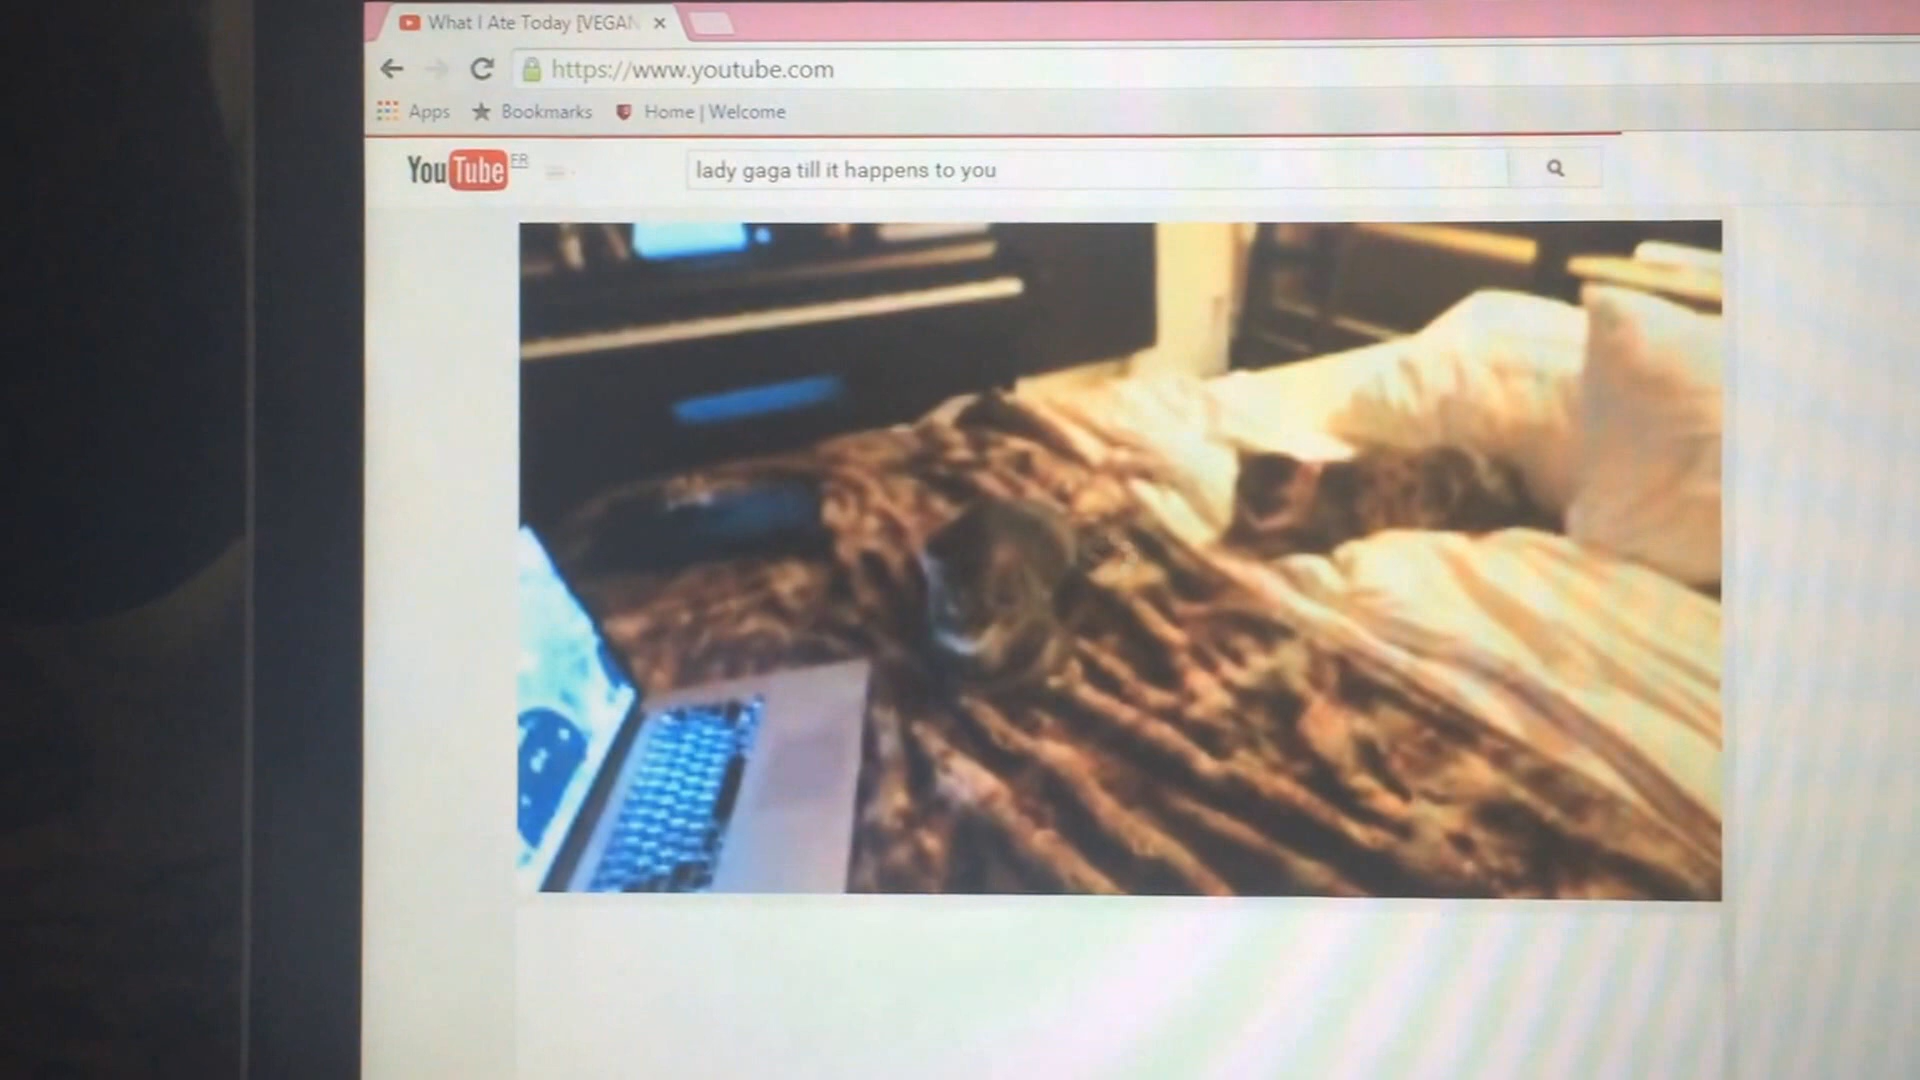 What I Ate Today [VEGAN
https://www.youtube.com
Apps Bookmarks Home | Welcome
YouTube FR
lady gaga till it happens to you